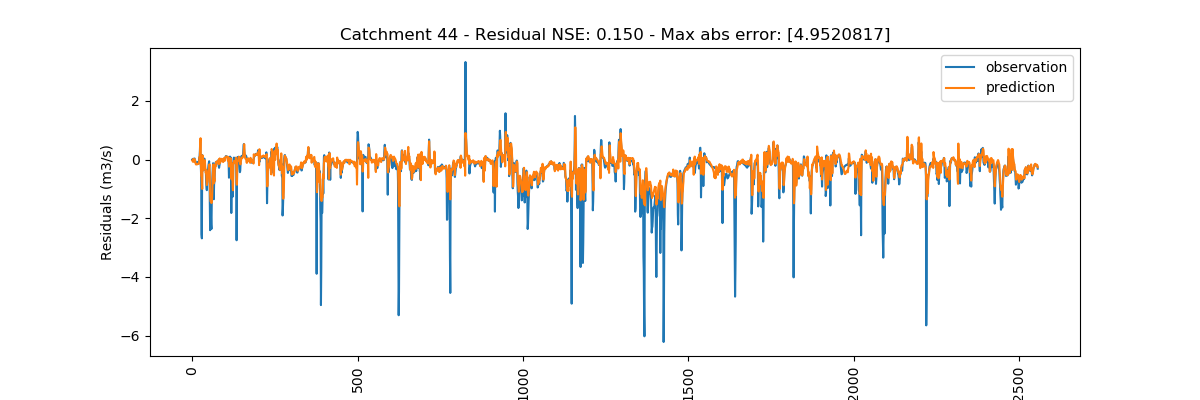 Catchment 44 - Residual NSE: 0.150 - Max abs error: [4.9520817]
observation
prediction
Residuals (m3/s)
2
0
−2
−4
−6
0
500
1000
1500
2000
2500